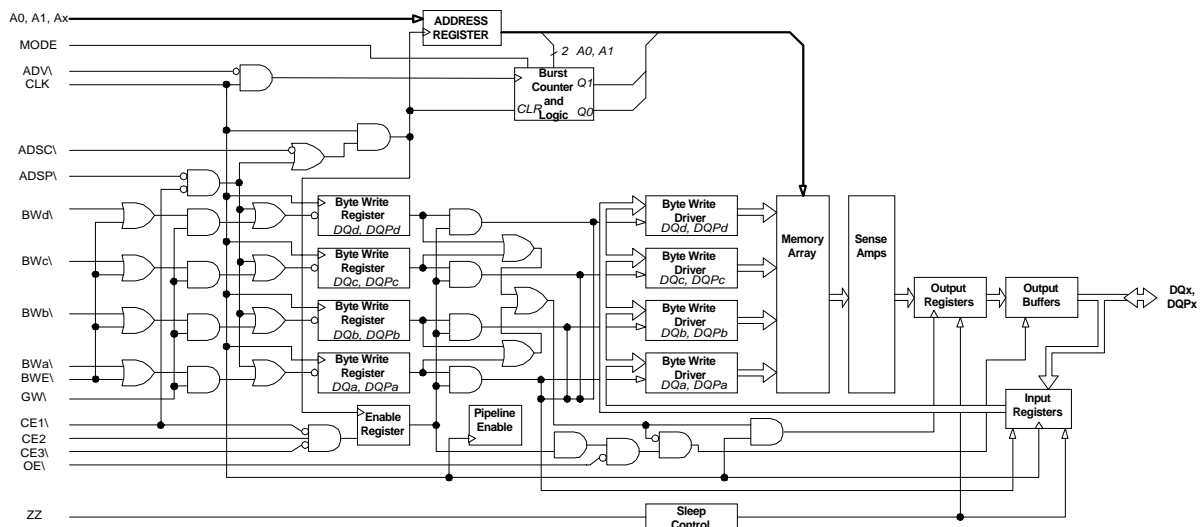 A0, A1, Ax
ADDRESS
REGISTER
MODE
2 A0, A1
ADV\
CLK
Burst
Counter
and
Logic
Q1
Q0
CLR
ADSC\
ADSP\
BWd\
Byte Write
Register
DQd, DQPd
Byte Write
Driver
DQd, DQPd
Memory
Array
Sense
Amps
BWc\
Byte Write
Register
DQc, DQPc
Byte Write
Driver
DQc, DQPc
Output
Registers
Output
Buffers
DQx,
DQPx
BWb\
Byte Write
Register
DQb, DQPb
Byte Write
Driver
DQb, DQPb
BWa\
BWE\
Byte Write
Register
DQa, DQPa
Byte Write
Driver
DQa, DQPa
GW\
Input
Registers
CE1\
CE2
CE3\
OE\
Enable
Register
Pipeline
Enable
ZZ
Sleep
Control